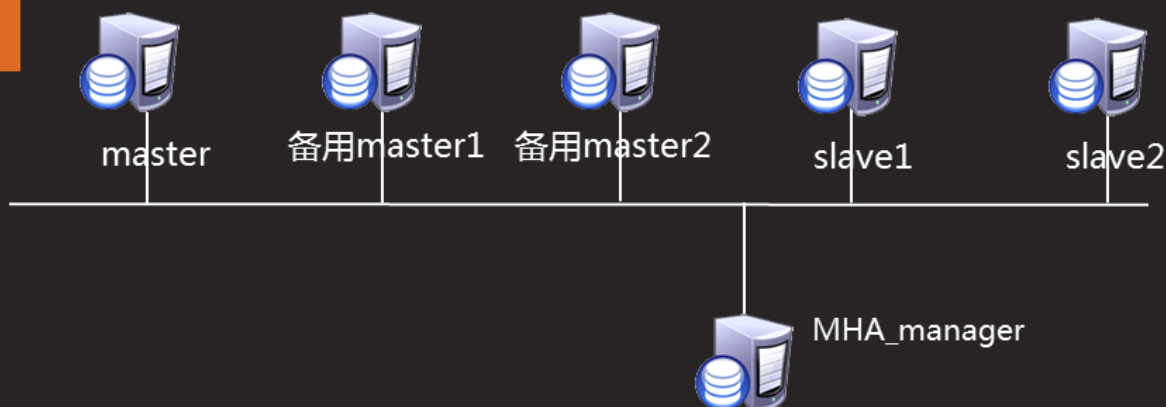 master
备用master1
备用master2
slave1
slave2
MHA_manager